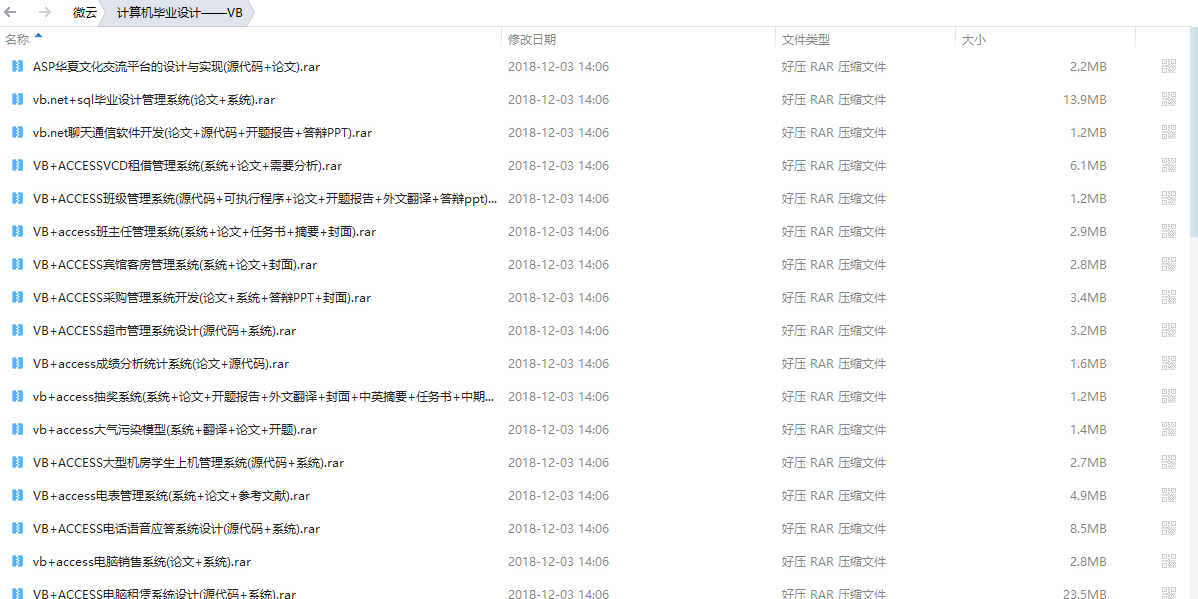 微云 计算机毕业设计——VB
名称 修改日期 文件类型 大小
ASP华夏文化交流平台的设计与实现(源代码+论文).rar 2018-12-03 14:06 好压 RAR 压缩文件 2.2MB
vb.net+sql毕业设计管理系统(论文+系统).rar 2018-12-03 14:06 好压 RAR 压缩文件 13.9MB
vb.net聊天通信软件开发(论文+源代码+开题报告+答辩PPT).rar 2018-12-03 14:06 好压 RAR 压缩文件 1.2MB
VB+ACCESSVCD租借管理系统(系统+论文+需要分析).rar 2018-12-03 14:06 好压 RAR 压缩文件 6.1MB
VB+ACCESS班级管理系统(源代码+可执行程序+论文+开题报告+外文翻译+答辩ppt)... 2018-12-03 14:06 好压 RAR 压缩文件 1.2MB
VB+access班主任管理系统(系统+论文+任务书+摘要+封面).rar 2018-12-03 14:06 好压 RAR 压缩文件 2.9MB
VB+ACCESS宾馆客房管理系统(系统+论文+封面).rar 2018-12-03 14:06 好压 RAR 压缩文件 2.8MB
VB+ACCESS采购管理系统开发(论文+系统+答辩PPT+封面).rar 2018-12-03 14:06 好压 RAR 压缩文件 3.4MB
VB+ACCESS超市管理系统设计(源代码+系统).rar 2018-12-03 14:06 好压 RAR 压缩文件 3.2MB
VB+access成绩分析统计系统(论文+源代码).rar 2018-12-03 14:06 好压 RAR 压缩文件 1.6MB
vb+access抽奖系统(系统+论文+开题报告+外文翻译+封面+中英摘要+任务书+中期... 2018-12-03 14:06 好压 RAR 压缩文件 1.2MB
vb+access大气污染模型(系统+翻译+论文+开题).rar 2018-12-03 14:06 好压 RAR 压缩文件 1.4MB
VB+ACCESS大型机房学生上机管理系统(源代码+系统).rar 2018-12-03 14:06 好压 RAR 压缩文件 2.7MB
VB+access电表管理系统(系统+论文+参考文献).rar 2018-12-03 14:06 好压 RAR 压缩文件 4.9MB
VB+ACCESS电话语音应答系统设计(源代码+系统).rar 2018-12-03 14:06 好压 RAR 压缩文件 8.5MB
vb+access电脑销售系统(论文+系统).rar 2018-12-03 14:06 好压 RAR 压缩文件 2.8MB
VB+ACCESS电脑租赁系统设计(源代码+系统).rar 2018-12-03 14:06 好压 RAR 压缩文件 23.5MB